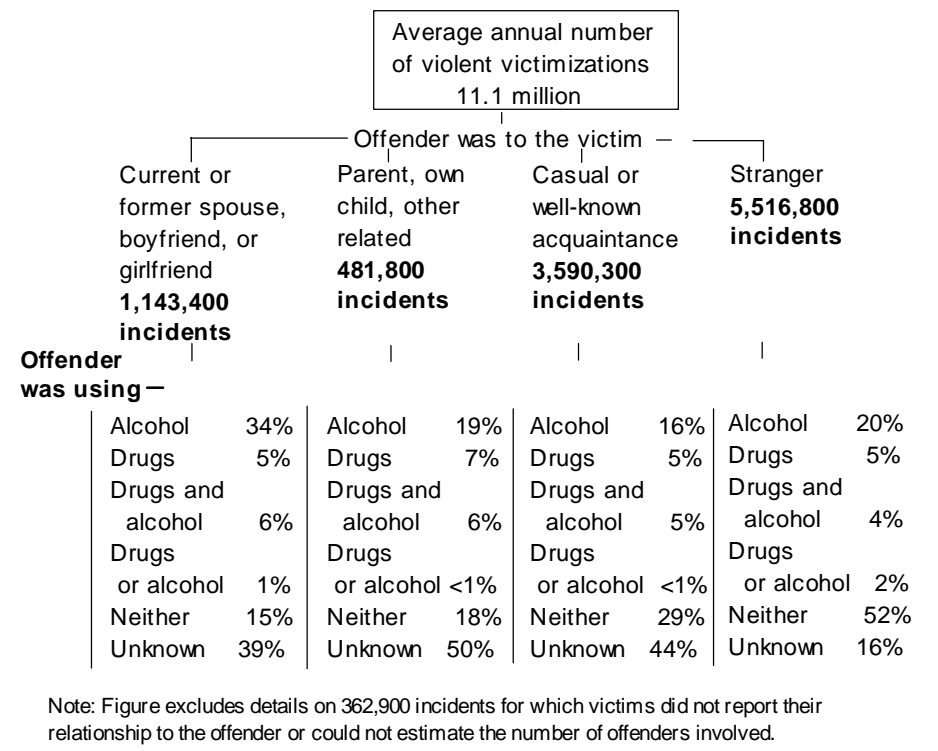 Average annual number
of violent victimizations
11.1 million
Offender was to the victim —
Current or
former spouse,
boyfriend, or
girlfriend
1,143,400
incidents
Parent, own
child, other
related
481,800
incidents
Casual or
well-known
acquaintance
3,590,300
incidents
Stranger
5,516,800
incidents
Offender
was using —
Alcohol 34%
Drugs 5%
Drugs and
alcohol 6%
Drugs
or alcohol 1%
Neither 15%
Unknown 39%
Alcohol 19%
Drugs 7%
Drugs and
alcohol 6%
Drugs
or alcohol <1%
Neither 18%
Unknown 50%
Alcohol 16%
Drugs 5%
Drugs and
alcohol 5%
Drugs
or alcohol <1%
Neither 29%
Unknown 44%
Alcohol 20%
Drugs 5%
Drugs and
alcohol 4%
Drugs
or alcohol 2%
Neither 52%
Unknown 16%
Note: Figure excludes details on 362,900 incidents for which victims did not report their
relationship to the offender or could not estimate the number of offenders involved.